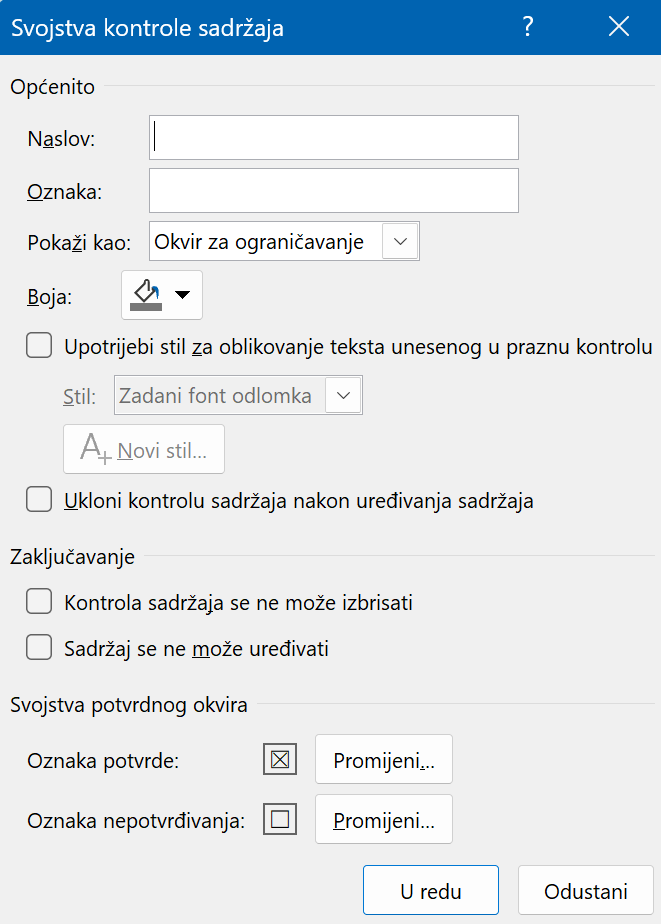 Svojstva kontrole sadržaja ?
Općenito
Naslov:
Oznaka:
Pokaži kao: Okvir za ograničavanje
Boja:
Upotrijebi stil za oblikovanje teksta unesenog u praznu kontrolu
Stil: Zadani font odlomka
A+ Novi stil...
Ukloni kontrolu sadržaja nakon uređivanja sadržaja
Zaključavanje
Kontrola sadržaja se ne može izbrisati
Sadržaj se ne može uređivati
Svojstva potvrdnog okvira
Oznaka potvrde: Promijeni...
Oznaka nepotvrđivanja: Promijeni...
U redu Odustani